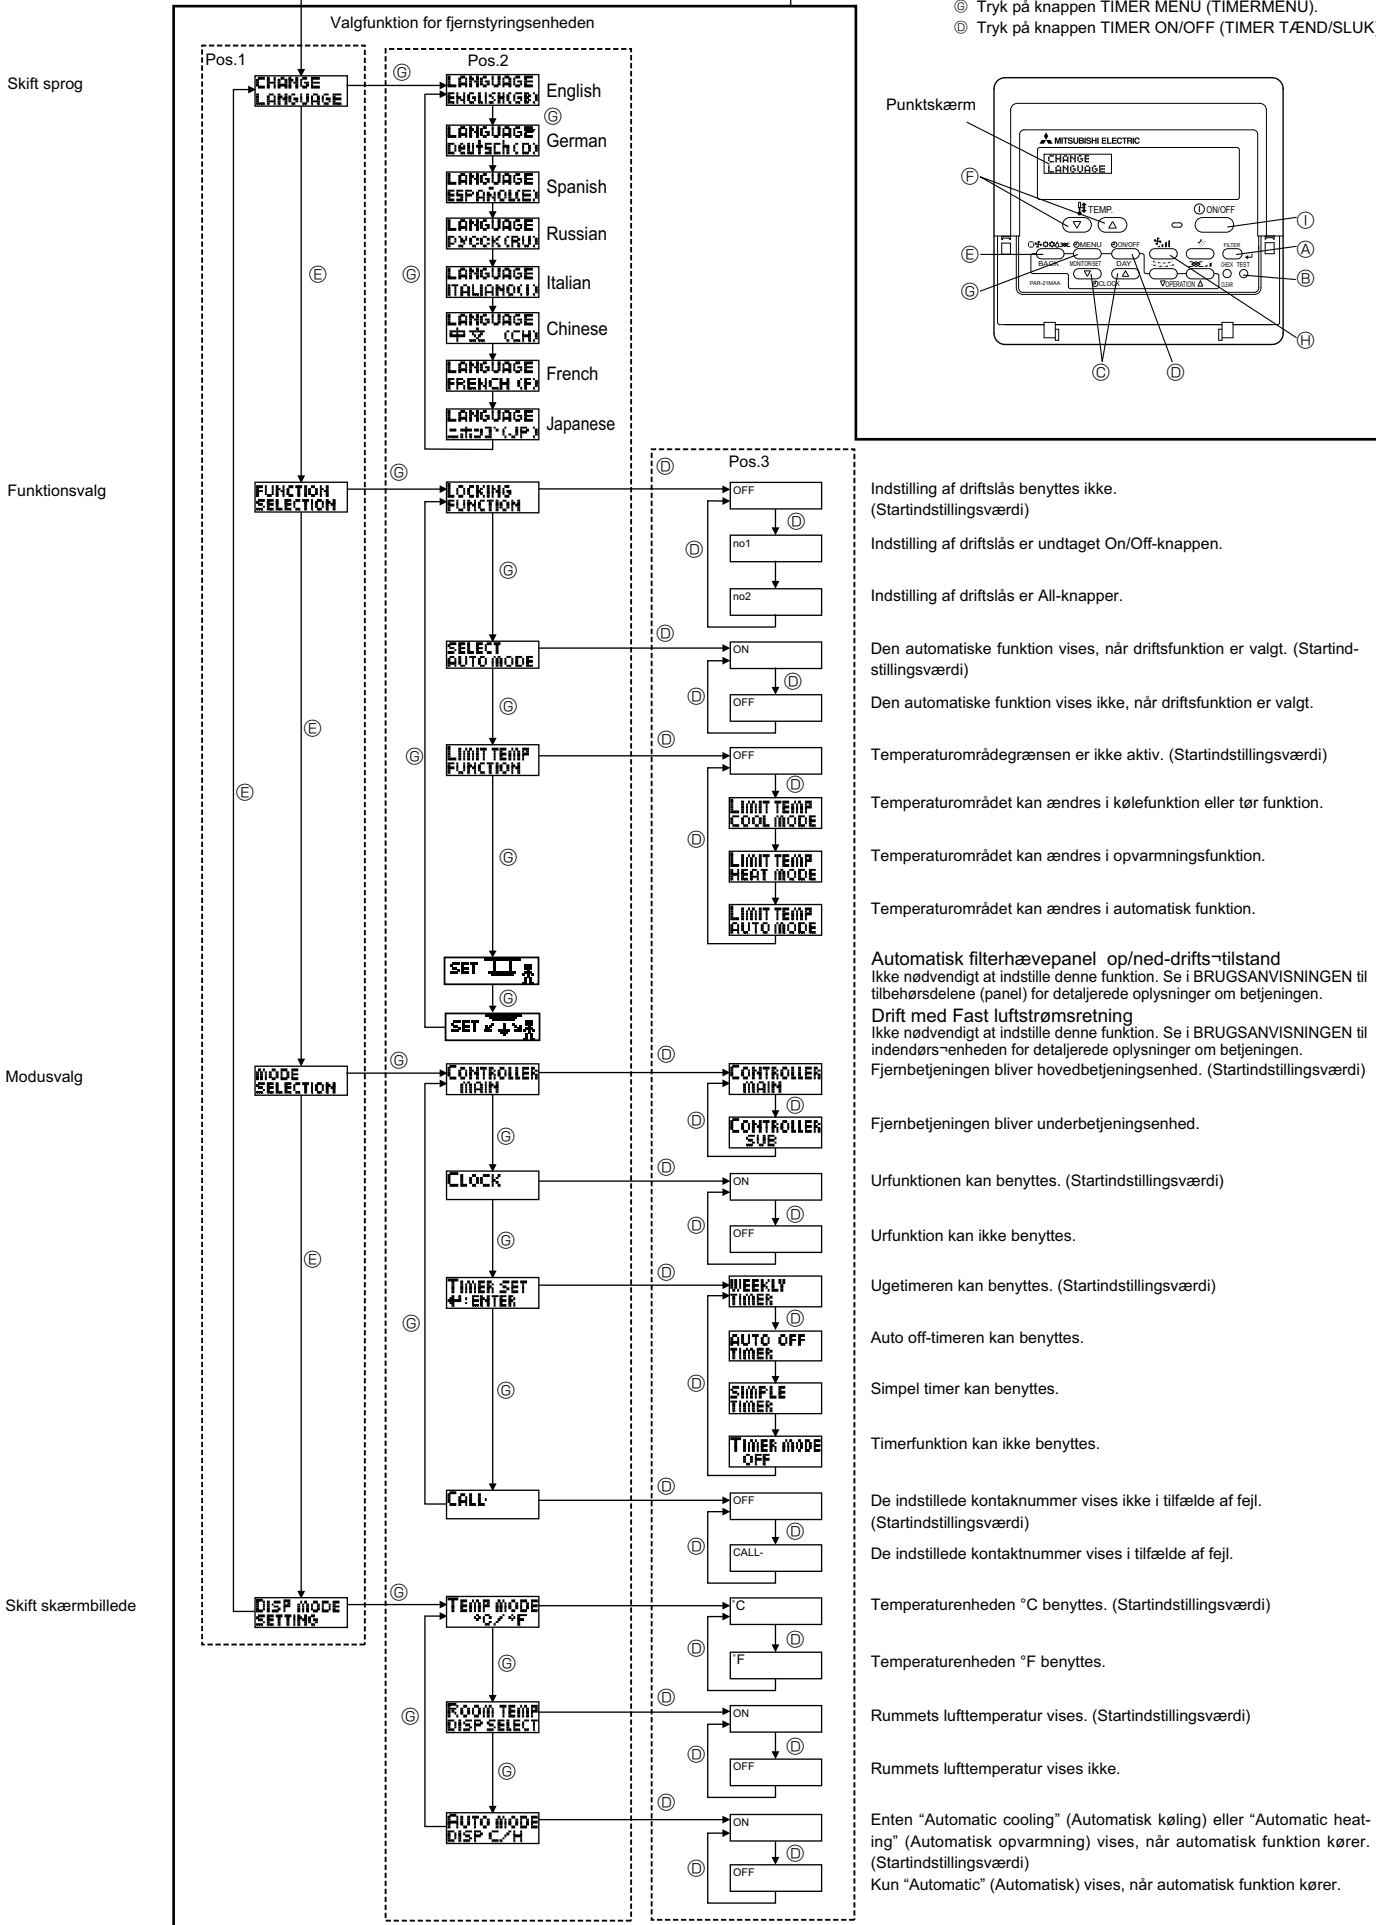 Ⓖ Tryk på knappen TIMER MENU (TIMERMENU).
Ⓓ Tryk på knappen TIMER ON/OFF (TIMER TÆND/SLUK)
Valgfunktion for fjernstyringsenheden
Pos.1
Pos.2
Skift sprog
CHANGE
LANGUAGE
Ⓖ
LANGUAGE
ENGLISH(GB)
English
Ⓖ
LANGUAGE
Deutsch(D)
German
LANGUAGE
ESPAÑOL(E)
Spanish
LANGUAGE
РУССК(RU)
Russian
Ⓔ
Ⓖ
LANGUAGE
ITALIANO(I)
Italian
LANGUAGE
中文 (CH)
Chinese
LANGUAGE
FRENCH (F)
French
LANGUAGE
ニホンゴ(JP)
Japanese
Punktskærm
MITSUBISHI ELECTRIC
CHANGE
LANGUAGE
Ⓕ
TEMP.
ON/OFF
Ⓘ
MENU
ON/OFF
FILTER
Ⓐ
Ⓔ
BACK
MONITOR/SET
DAY
CHECK TEST
Ⓑ
Ⓖ
PAR-21MAA
CLOCK
OPERATION
CLEAR
Ⓗ
Ⓒ
Ⓓ
Pos.3
Funktionsvalg
FUNCTION
SELECTION
Ⓖ
LOCKING
FUNCTION
Ⓓ
OFF
Indstilling af driftslås benyttes ikke.
(Startindstillingsværdi)
Ⓓ
Ⓓ
no1
Indstilling af driftslås er undtaget On/Off-knappen.
Ⓖ
no2
Indstilling af driftslås er All-knapper.
SELECT
AUTO MODE
Ⓓ
ON
Den automatiske funktion vises, når driftsfunktion er valgt. (Startind-
stillingsværdi)
Ⓓ
Ⓓ
OFF
Den automatiske funktion vises ikke, når driftsfunktion er valgt.
Ⓖ
Ⓔ
Ⓖ
LIMIT TEMP
FUNCTION
Ⓓ
OFF
Temperaturområdegrænsen er ikke aktiv. (Startindstillingsværdi)
Ⓔ
Ⓓ
LIMIT TEMP
COOL MODE
Temperaturområdet kan ændres i kølefunktion eller tør funktion.
Ⓓ
Ⓖ
LIMIT TEMP
HEAT MODE
Temperaturområdet kan ændres i opvarmningsfunktion.
LIMIT TEMP
AUTO MODE
Temperaturområdet kan ændres i automatisk funktion.
SET
Automatisk filterhævepanel op/ned-drifts¬tilstand
Ikke nødvendigt at indstille denne funktion. Se i BRUGSANVISNINGEN til
tilbehørsdelene (panel) for detaljerede oplysninger om betjeningen.
Ⓖ
SET
Drift med Fast luftstrømsretning
Ikke nødvendigt at indstille denne funktion. Se i BRUGSANVISNINGEN til
indendørs¬enheden for detaljerede oplysninger om betjeningen.
Modusvalg
MODE
SELECTION
Ⓖ
CONTROLLER
MAIN
Ⓓ
CONTROLLER
MAIN
Fjernbetjeningen bliver hovedbetjeningsenhed. (Startindstillingsværdi)
Ⓓ
Ⓓ
CONTROLLER
SUB
Fjernbetjeningen bliver underbetjeningsenhed.
Ⓖ
CLOCK
Ⓓ
ON
Urfunktionen kan benyttes. (Startindstillingsværdi)
Ⓓ
Ⓓ
OFF
Urfunktion kan ikke benyttes.
Ⓖ
Ⓔ
TIMER SET
↵:ENTER
Ⓓ
WEEKLY
TIMER
Ugetimeren kan benyttes. (Startindstillingsværdi)
Ⓖ
Ⓓ
AUTO OFF
TIMER
Auto off-timeren kan benyttes.
Ⓓ
Ⓖ
SIMPLE
TIMER
Simpel timer kan benyttes.
TIMER MODE
OFF
Timerfunktion kan ikke benyttes.
CALL-
Ⓓ
OFF
De indstillede kontaknummer vises ikke i tilfælde af fejl.
(Startindstillingsværdi)
Ⓓ
Ⓓ
CALL-
De indstillede kontaktnummer vises i tilfælde af fejl.
Skift skærmbillede
DISP MODE
SETTING
Ⓖ
TEMP MODE
°C/°F
°C
Temperaturenheden °C benyttes. (Startindstillingsværdi)
Ⓓ
Ⓓ
°F
Temperaturenheden °F benyttes.
Ⓖ
Ⓖ
ROOM TEMP
DISP SELECT
Ⓓ
ON
Rummets lufttemperatur vises. (Startindstillingsværdi)
Ⓓ
Ⓓ
OFF
Rummets lufttemperatur vises ikke.
Ⓖ
AUTO MODE
DISP C/H
Ⓓ
ON
Enten “Automatic cooling” (Automatisk køling) eller “Automatic heat-
ing” (Automatisk opvarmning) vises, når automatisk funktion kører.
(Startindstillingsværdi)
Ⓓ
Ⓓ
OFF
Kun “Automatic” (Automatisk) vises, når automatisk funktion kører.